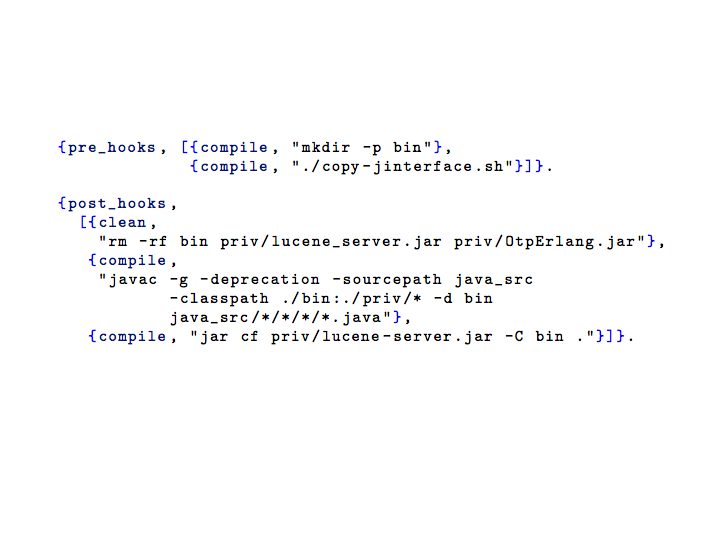 {pre_hooks, [{compile, "mkdir -p bin"},
{compile, "./copy-jinterface.sh"}]}.
{post_hooks,
[{clean,
"rm -rf bin priv/lucene_server.jar priv/OtpErlang.jar"},
{compile,
"javac -g -deprecation -sourcepath java_src
-classpath ./bin:./priv/* -d bin
java_src/*/*/*/*.java"},
{compile, "jar cf priv/lucene-server.jar -C bin ."}]}.